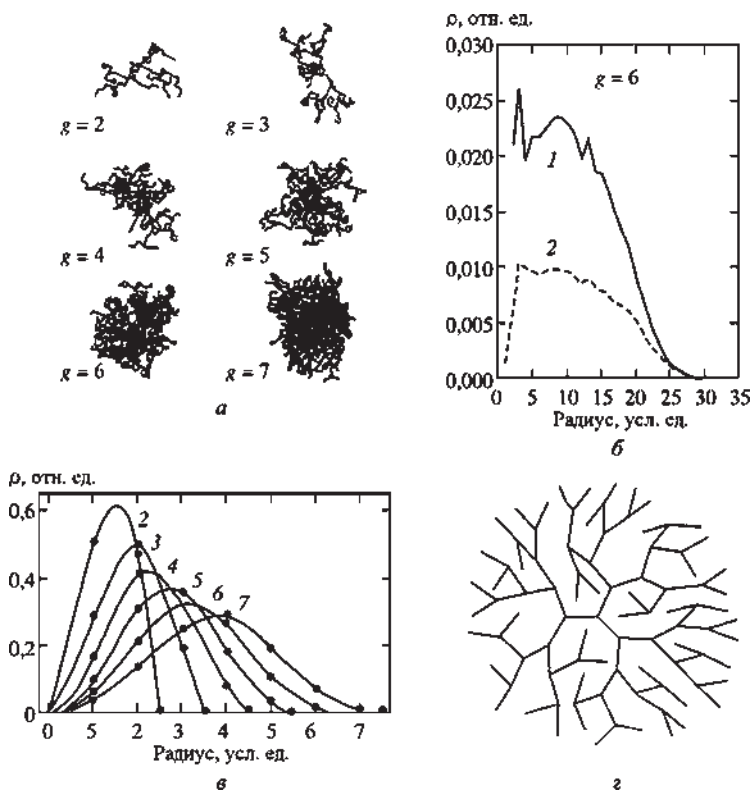 g = 2
g = 3
g = 4
g = 5
g = 6
g = 7
а
ρ, отн. ед.
0,030
0,025
0,020
0,015
0,010
0,005
0,000
g = 6
1
2
0 5 10 15 20 25 30 35
Радиус, усл. ед.
б
ρ, отн. ед.
0,6
0,4
0,2
0
2
3
4
5
6
7
0 5 2 3 4 5 6 7
Радиус, усл. ед.
в
г